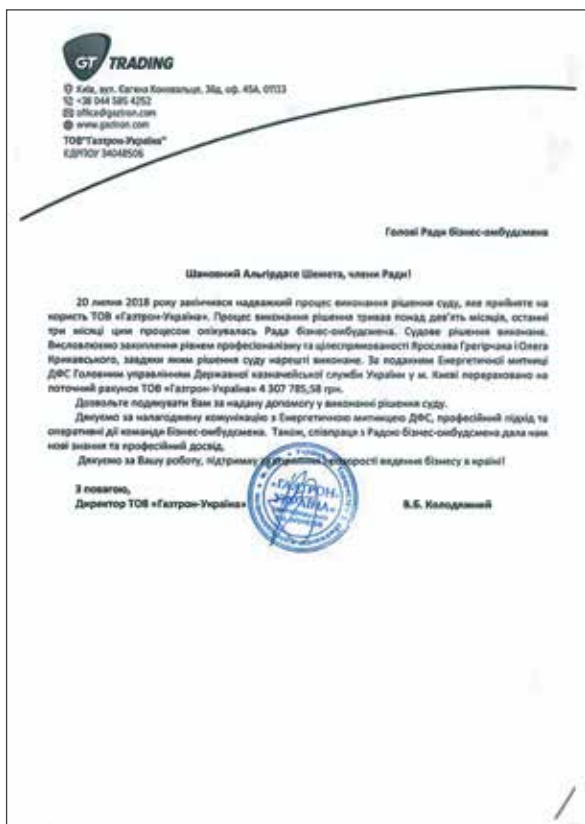 GT TRADING
Київ, вул. Євгена Коновальця, 36д, оф. 45А, 01133
+38 044 585 4252
office@gaztron.com
www.gaztron.com
ТОВ"Газтрон-Україна"
ЄДРПОУ 34048506
Голові Ради бізнес-омбудсмена
Шановний Альгірдасе Шемета, члени Ради!
20 липня 2018 року закінчився надважкий процес виконання рішення суду, яке прийняте на
користь ТОВ «Газтрон-Україна». Процес виконання рішення тривав понад дев'ять місяців, останні
три місяці цим процесом опікувалась Рада бізнес-омбудсмена. Судове рішення виконане.
Висловлюємо захоплення рівнем професіоналізму та цілеспрямованості Ярослава Грегірчака і Олега
Крикавського, завдяки яким рішення суду нарешті виконане. За поданням Енергетичної митниці
ДФС Головним управлінням Державної казначейської служби України у м. Києві перераховано на
поточний рахунок ТОВ «Газтрон-Україна» 4 307 785,58 грн.
Дозвольте подякувати Вам за надану допомогу у виконанні рішення суду.
Дякуємо за налагоджену комунікацію з Енергетичною митницею ДФС, професійний підхід та
оперативні дії команди бізнес-омбудсмена. Також, співпраця з Радою бізнес-омбудсмена дала нам
нові знання та професійний досвід.
Дякуємо за Вашу роботу, підтримку прозорості ведення бізнесу в країні!
З повагою,
Директор ТОВ «Газтрон-Україна»
В.Б. Колодяжний
«ГАЗТРОН-
УКРАЇНА»